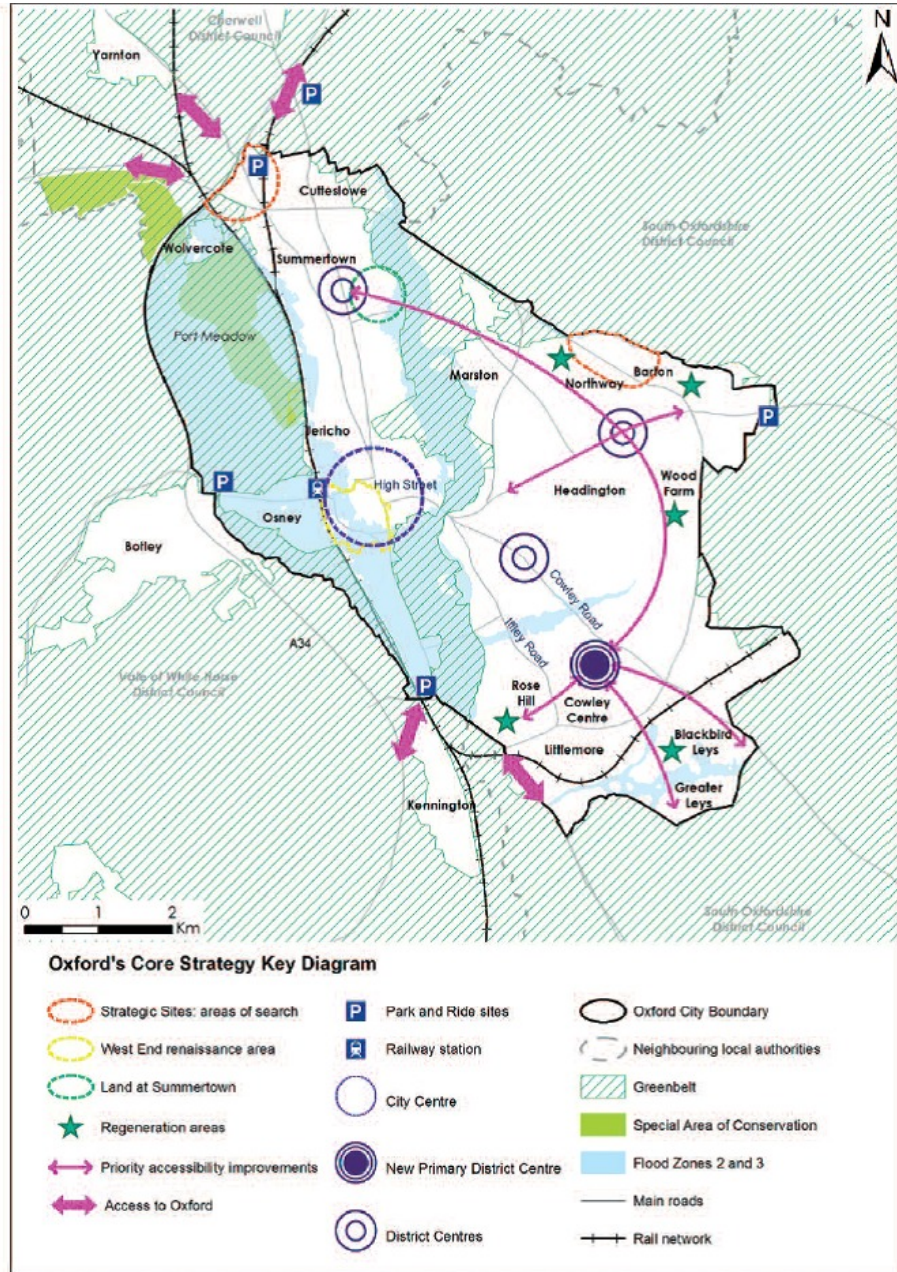 Cherwell
District Council
N
Yarnton
P
P
Cutteslowe
South Oxfordshire
District Council
Wolvercote
Summertown
Port Meadow
Marston
Northway
Barton
P
Jericho
P
High Street
Headington
Wood
Farm
Osney
Botley
Cowley Road
Iffley Road
A34
Vale of White Horse
District Council
P
Rose
Hill
Cowley
Centre
Blackbird
Leys
Littlemore
Greater
Leys
Kennington
0 1 2
Km
South Oxfordshire
District Council
Oxford's Core Strategy Key Diagram
Strategic Sites: areas of search
West End renaissance area
Land at Summertown
Regeneration areas
Priority accessibility improvements
Access to Oxford
P Park and Ride sites
Railway station
City Centre
New Primary District Centre
District Centres
Oxford City Boundary
Neighbouring local authorities
Greenbelt
Special Area of Conservation
Flood Zones 2 and 3
Main roads
Rail network